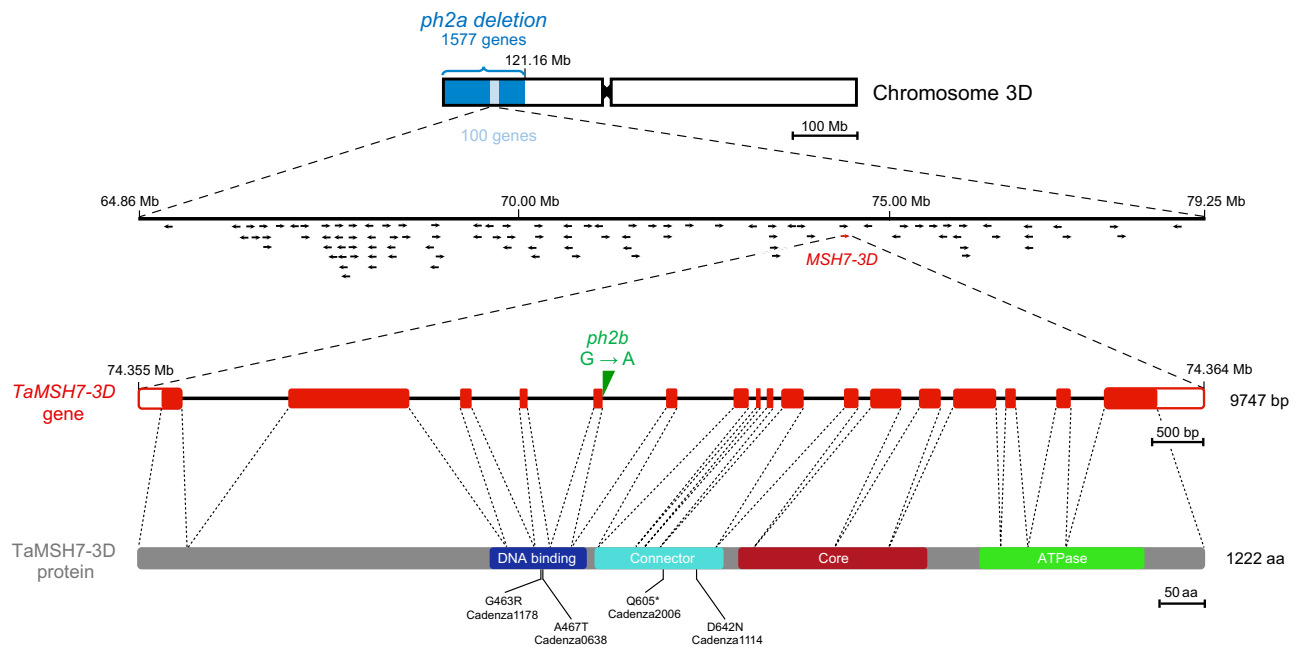 ph2a deletion
1577 genes
121.16 Mb
Chromosome 3D
100 Mb
100 genes
64.86 Mb
70.00 Mb
75.00 Mb
79.25 Mb
MSH7-3D
ph2b
G → A
74.355 Mb
74.364 Mb
TaMSH7-3D
gene
9747 bp
500 bp
TaMSH7-3D
protein
DNA binding
Connector
Core
ATPase
1222 aa
50 aa
G463R
Cadenza1178
A467T
Cadenza0638
Q605*
Cadenza2006
D642N
Cadenza1114